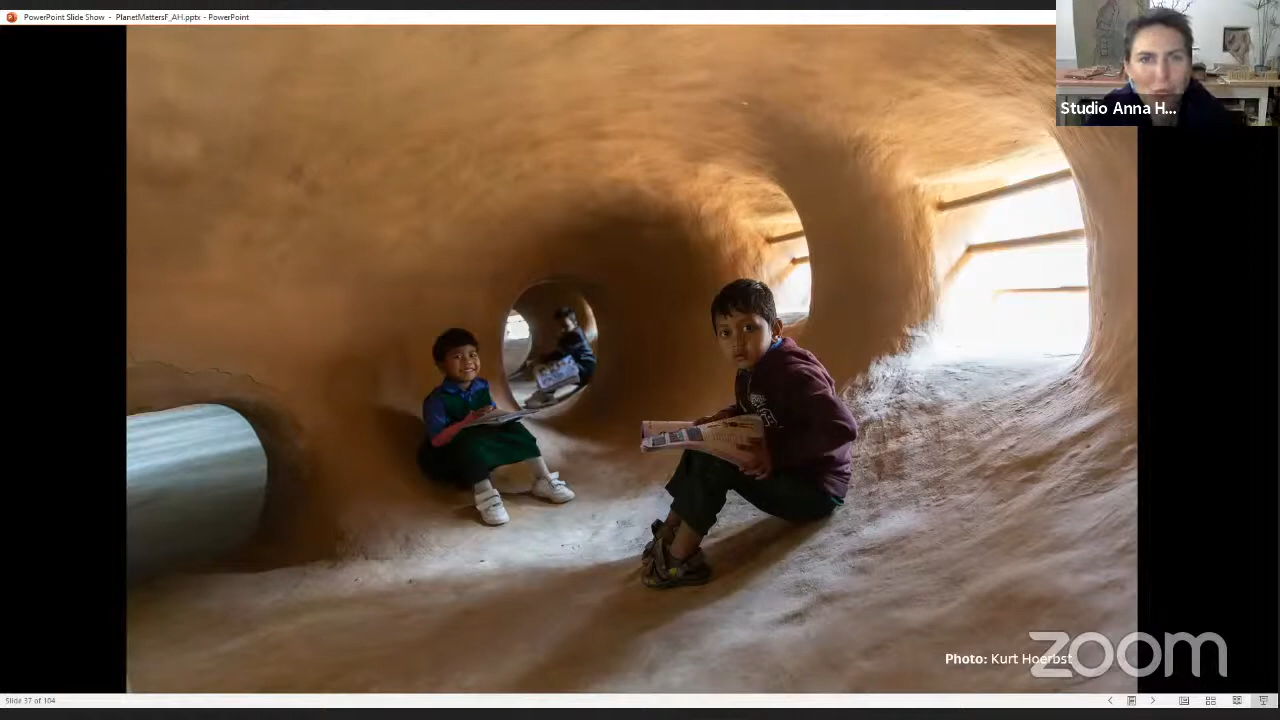 PowerPoint Slide Show - PlanetMattersF_AH.pptx - PowerPoint
Studio Anna H...
Photo: Kurt Hoerbst
zoom
Slide 37 of 104